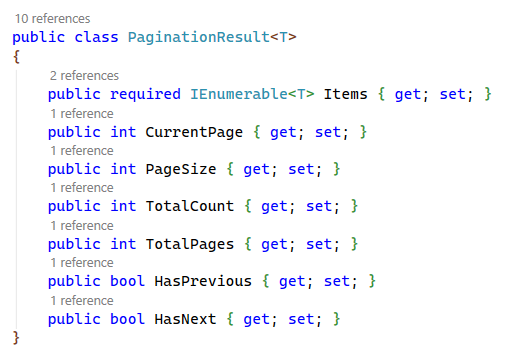 10 references
public class PaginationResult<T>
{
2 references
public required IEnumerable<T> Items { get; set; }
1 reference
public int CurrentPage { get; set; }
1 reference
public int PageSize { get; set; }
1 reference
public int TotalCount { get; set; }
1 reference
public int TotalPages { get; set; }
1 reference
public bool HasPrevious { get; set; }
1 reference
public bool HasNext { get; set; }
}